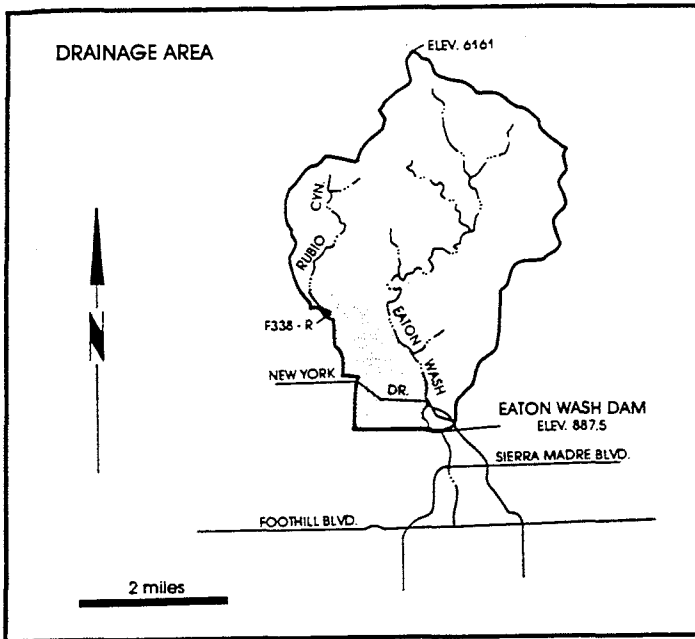 DRAINAGE AREA
ELEV. 6161
RUBIO CYN.
F338 - R
EATON WASH
NEW YORK DR.
EATON WASH DAM
ELEV. 887.5
SIERRA MADRE BLVD.
FOOTHILL BLVD.
N
2 miles